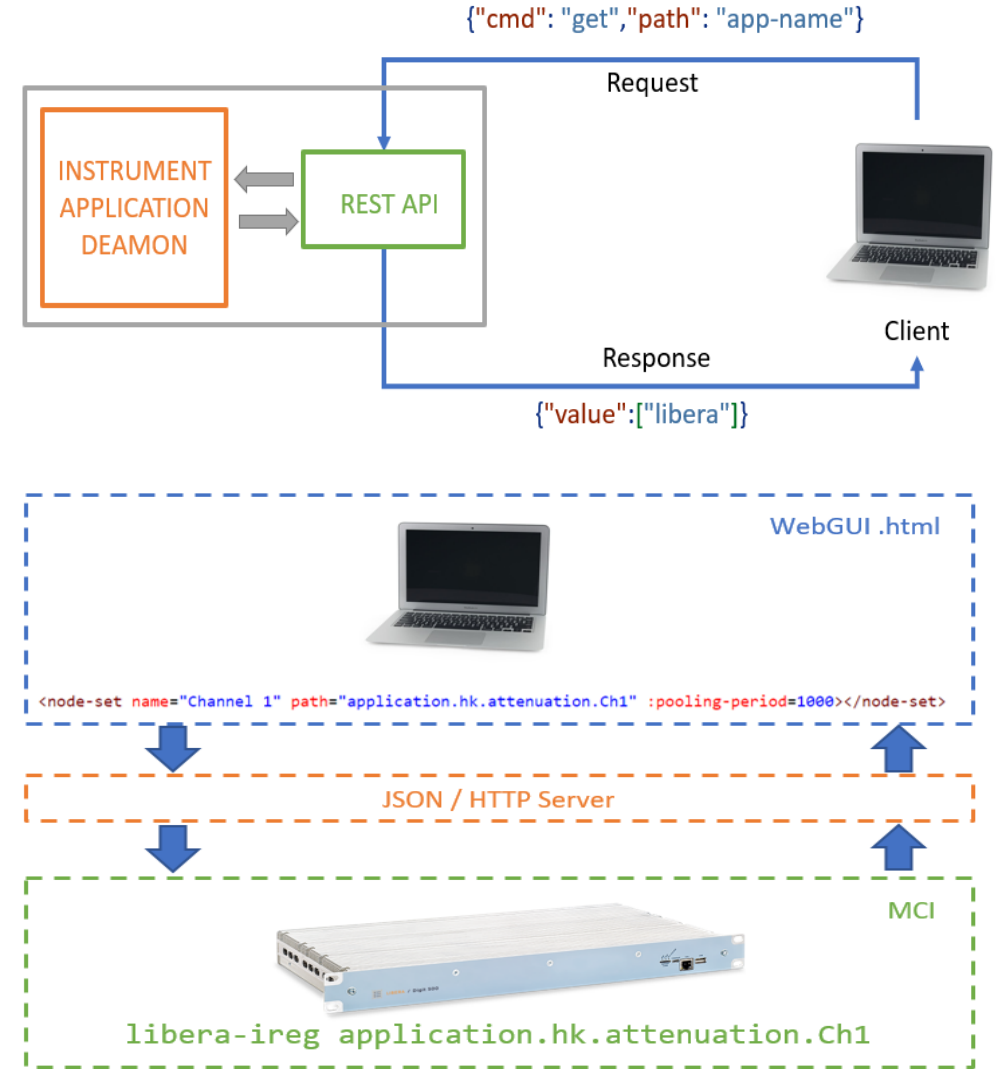 {"cmd": "get","path": "app-name"}
Request
INSTRUMENT
APPLICATION
DEAMON
REST API
Client
Response
{"value":["libera"]}
WebGUI .html
<node-set name="Channel 1" path="application.hk.attenuation.Ch1" :pooling-period=1000></node-set>
JSON / HTTP Server
MCI
libera-ireg application.hk.attenuation.Ch1